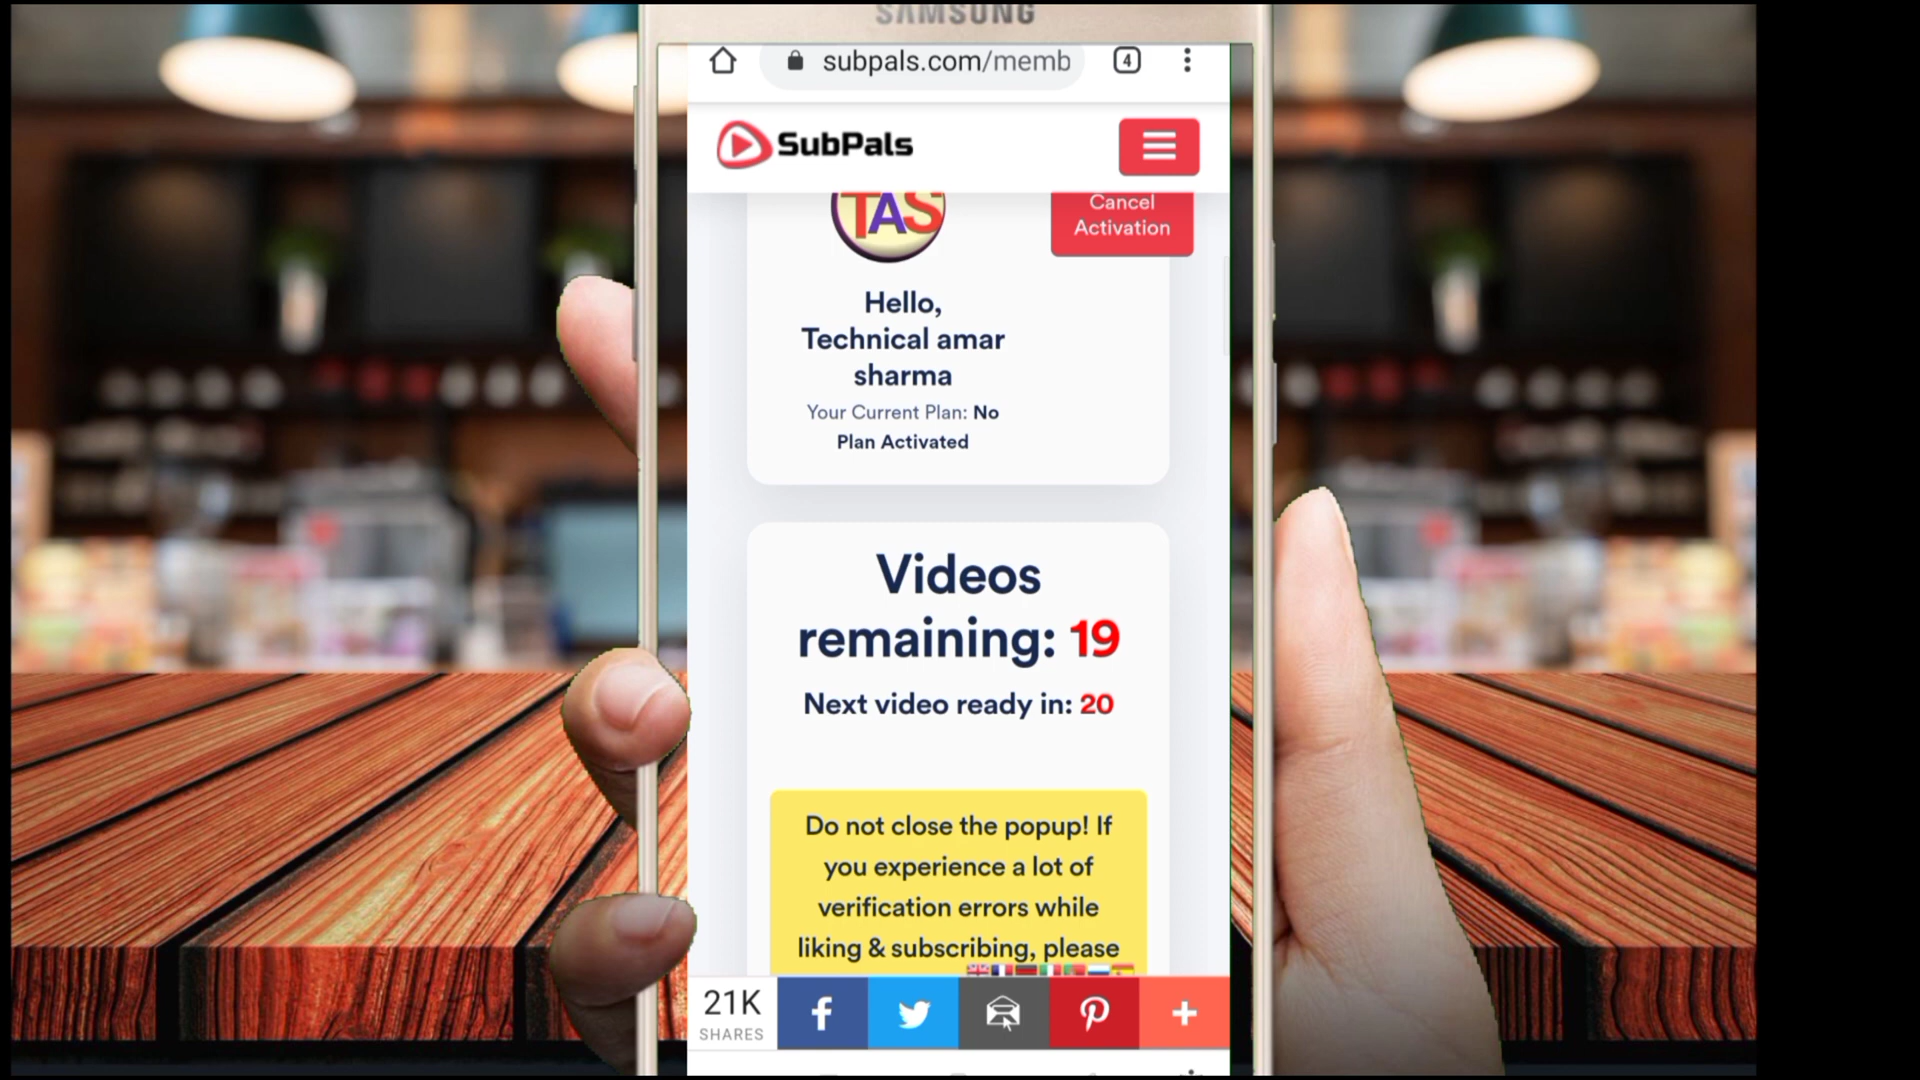 SAMSUNG
subpals.com/memb
4
SubPals
TAS
Cancel
Activation
Hello,
Technical amar
sharma
Your Current Plan: No
Plan Activated
Videos
remaining: 19
Next video ready in: 20
Do not close the popup! If
you experience a lot of
verification errors while
liking & subscribing, please
21K
SHARES